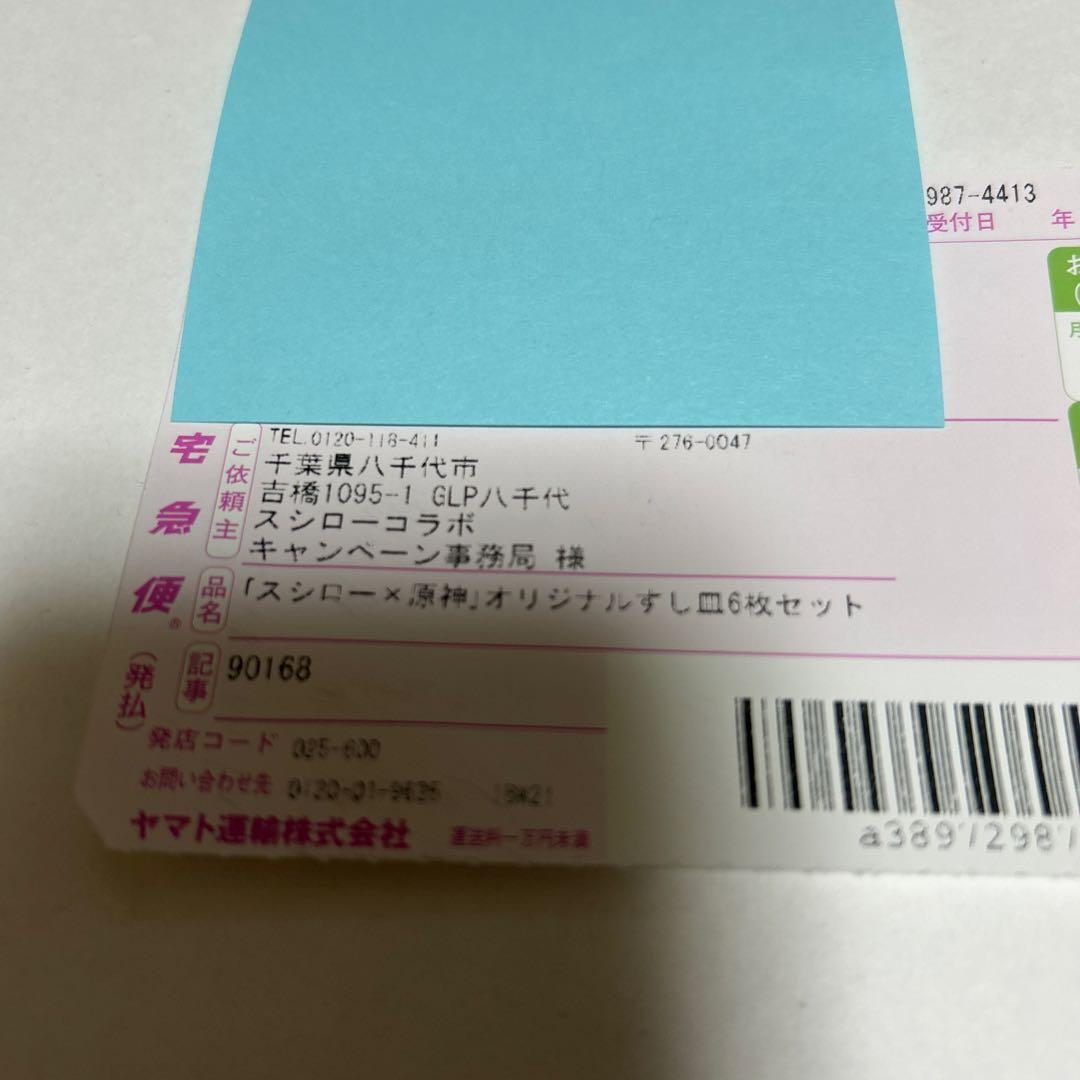 987-4413
受付日 年
お
月
TEL.0120-118-411 〒276-0047
宅急便
ご依頼主
千葉県八千代市
吉橋1095-1 GLP八千代
スシローコラボ
キャンペーン事務局 様
品名
「スシロー×原神」オリジナルすし皿6枚セット
(発払)
記事
90168
発店コード 025-600
お問い合わせ先
ヤマト運輸株式会社